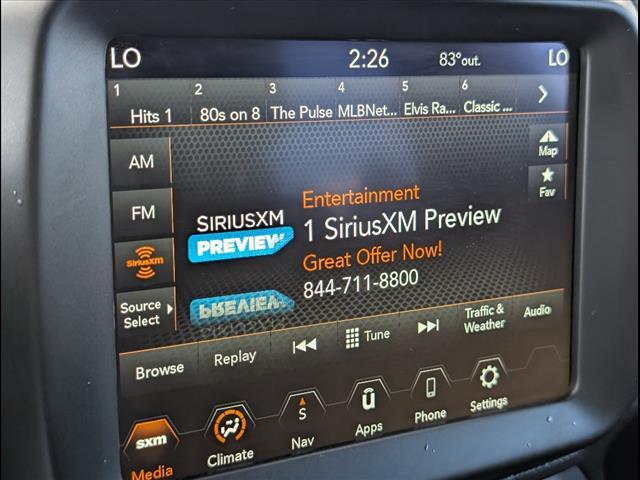 LO 2:26 83°out. LO
1 2 3 4 5 6
Hits 1 80s on 8 The Pulse MLBNet... Elvis Ra... Classic ...
AM
FM
SiriusXm
Source
Select
Map
Fav
SIRIUSXM
PREVIEW
PREVIEW
Entertainment
1 SiriusXM Preview
Great Offer Now!
844-711-8800
Browse Replay Tune Traffic &
Weather Audio
sxm
Media
Climate
S
Nav
u
Apps
Phone
Settings